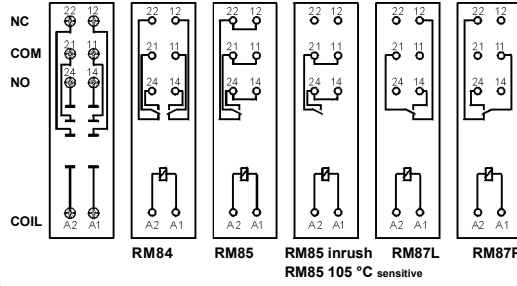 NC 22 12 22 12 22 12 22 12 22 12 22 12
COM 21 11 21 11 21 11 21 11 21 11 21 11
NO 24 14 24 14 24 14 24 14 24 14 24 14
COIL A2 A1 A2 A1 A2 A1 A2 A1 A2 A1 A2 A1
RM84 RM85 RM85 inrush RM87L RM87P
RM85 105 °C sensitive